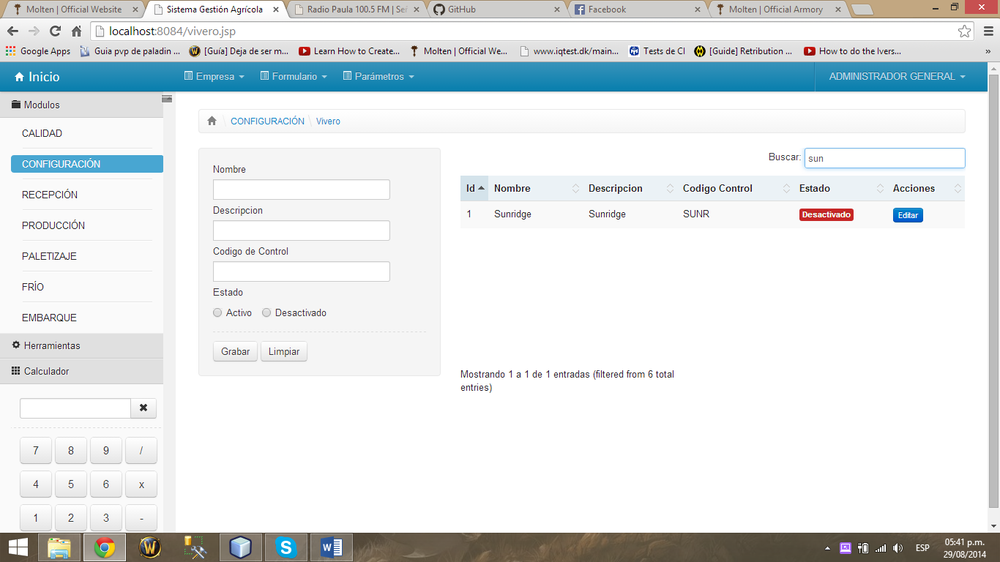 Molten | Official Website
Sistema Gestión Agrícola
Radio Paula 100.5 FM | Señ
GitHub
Facebook
Molten | Official Armory
localhost:8084/vivero.jsp
Google Apps
Guia pvp de paladin ...
[Guía] Deja de ser m...
Learn How to Create...
Molten | Official We...
www.iqtest.dk/main...
Tests de CI
[Guide] Retribution ...
How to do the Ivers...
»
Inicio
Empresa
Formulario
Parámetros
ADMINISTRADOR GENERAL
Modulos
CALIDAD
CONFIGURACIÓN
RECEPCIÓN
PRODUCCIÓN
PALETIZAJE
FRÍO
EMBARQUE
Herramientas
Calculador
7 8 9 /
4 5 6 x
1 2 3 -
CONFIGURACIÓN \ Vivero
Nombre
Descripcion
Codigo de Control
Estado
Activo Desactivado
Grabar Limpiar
Buscar: sun
Id Nombre Descripcion Codigo Control Estado Acciones
1 Sunridge Sunridge SUNR Desactivado Editar
Mostrando 1 a 1 de 1 entradas (filtered from 6 total
entries)
ESP
05:41 p.m.
29/08/2014